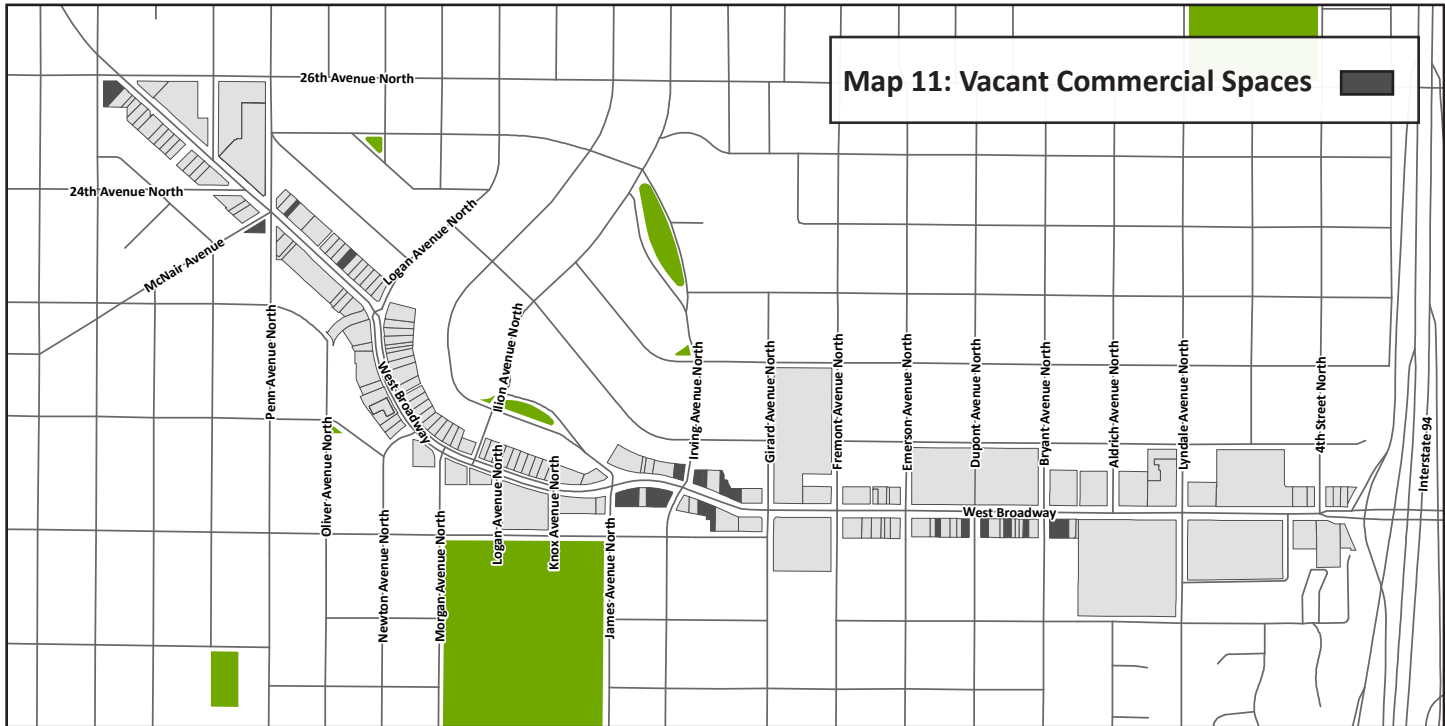 Map 11: Vacant Commercial Spaces
26th Avenue North
24th Avenue North
McNair Avenue
Logan Avenue North
Penn Avenue North
Oliver Avenue North
West Broadway
Ilion Avenue North
Newton Avenue North
Morgan Avenue North
Logan Avenue North
Knox Avenue North
James Avenue North
Irving Avenue North
Girard Avenue North
Fremont Avenue North
Emerson Avenue North
Dupont Avenue North
Bryant Avenue North
Aldrich Avenue North
Lyndale Avenue North
4th Street North
Interstate 94
West Broadway